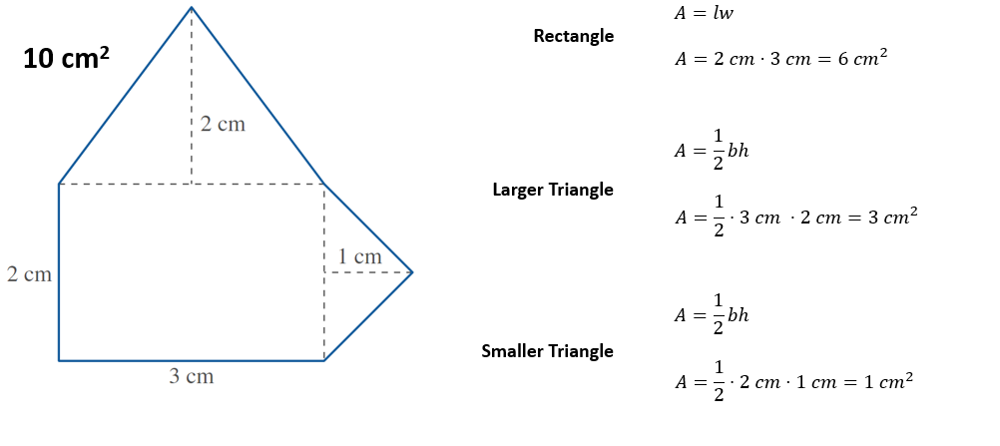 10 cm²
2 cm
1 cm
2 cm
3 cm
Rectangle
A = lw
A = 2 cm · 3 cm = 6 cm²
Larger Triangle
A = 1/2 bh
A = 1/2 · 3 cm · 2 cm = 3 cm²
Smaller Triangle
A = 1/2 bh
A = 1/2 · 2 cm · 1 cm = 1 cm²